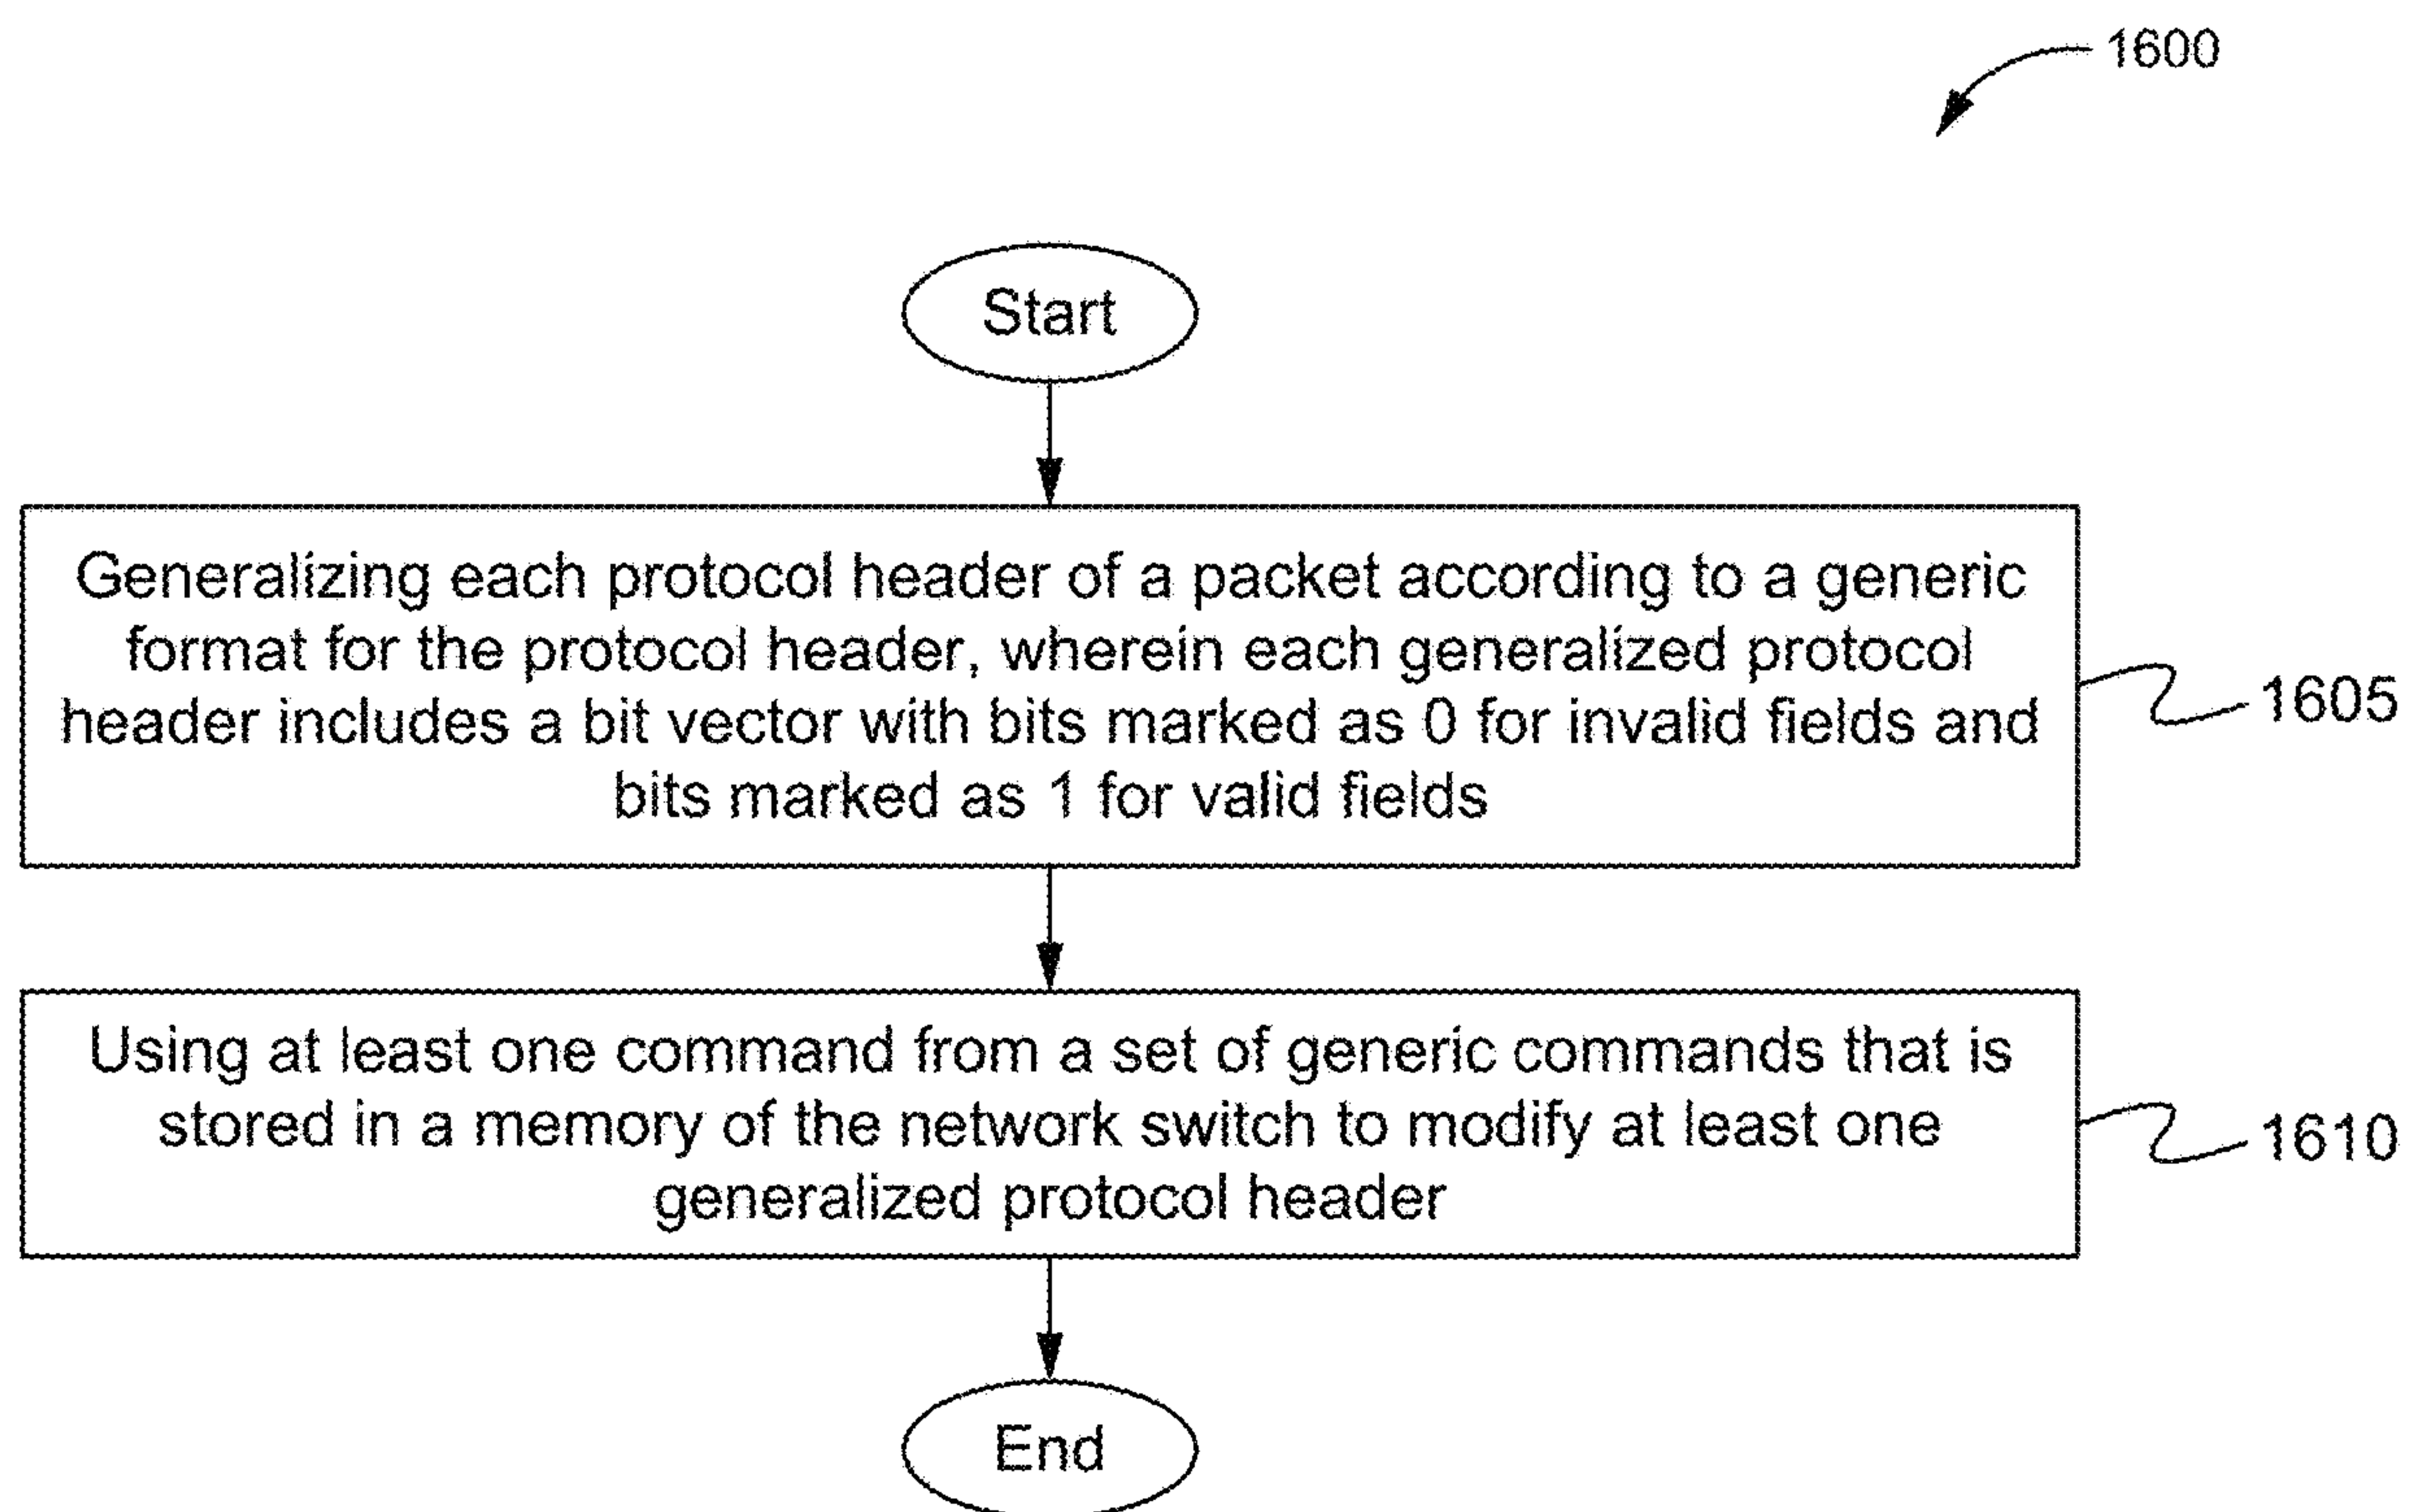 1600
Start
Generalizing each protocol header of a packet according to a generic
format for the protocol header, wherein each generalized protocol
header includes a bit vector with bits marked as 0 for invalid fields and
bits marked as 1 for valid fields
1605
Using at least one command from a set of generic commands that is
stored in a memory of the network switch to modify at least one
generalized protocol header
1610
End